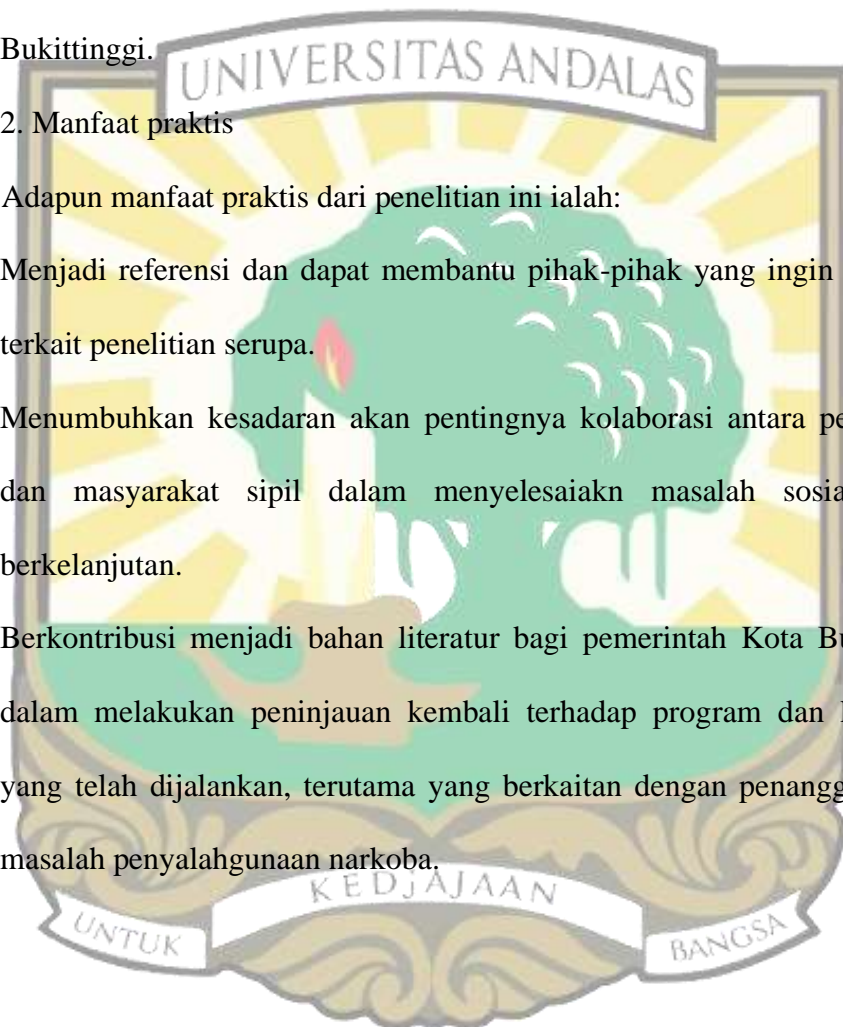 Bukittinggi.
UNIVERSITAS ANDALAS
2. Manfaat praktis
Adapun manfaat praktis dari penelitian ini ialah:
Menjadi referensi dan dapat membantu pihak-pihak yang ingin
terkait penelitian serupa.
Menumbuhkan kesadaran akan pentingnya kolaborasi antara pe
dan masyarakat sipil dalam menyelesaiakn masalah sosia
berkelanjutan.
Berkontribusi menjadi bahan literatur bagi pemerintah Kota Bu
dalam melakukan peninjauan kembali terhadap program dan
yang telah dijalankan, terutama yang berkaitan dengan penangg
masalah penyalahgunaan narkoba.
KEDJAJAAN
UNTUK
BANGSA